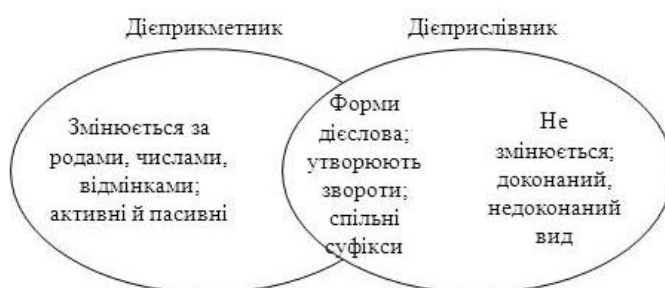 Дієприкметник
Дієприслівник
Змінюється за
родами, числами,
відмінками;
активні й пасивні
Форми
дієслова;
утворюють
звороти;
спільні
суфікси
Не
змінюється;
доконаний,
недоконаний
вид